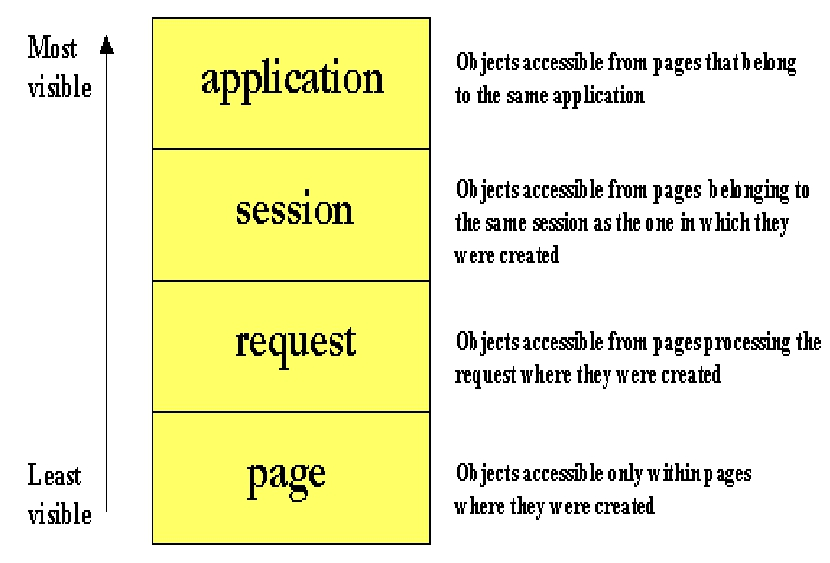 Most
visible
application
Objects accessible from pages that belong
to the same application
session
Objects accessible from pages belonging to
the same session as the one in which they
were created
request
Objects accessible from pages processing the
request where they were created
Least
visible
page
Objects accessible only within pages
where they were created